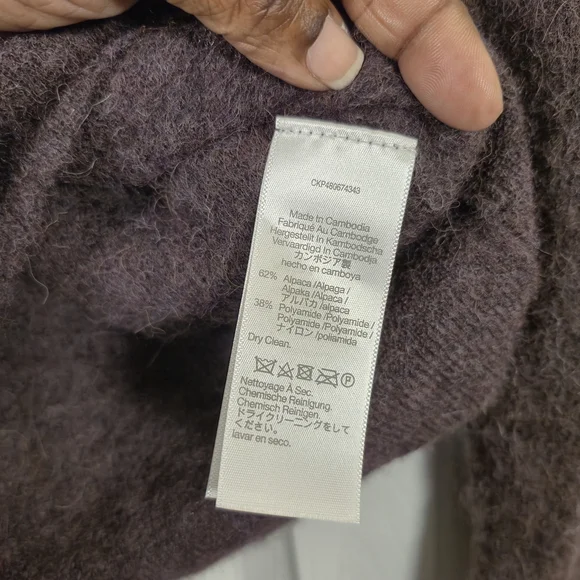 CKP480674343
Made in Cambodia
Fabriqué Au Cambodge
Hergestellt In Kambodscha
Vervaardigd In Cambodja
カンボジア製
hecho en camboya
62% Alpaca /Alpaga /
Alpaka /Alpaca /
アルパカ /alpaca
38% Polyamide /Polyamide /
Polyamide /Polyamide /
ナイロン /poliamida
Dry Clean.
P
Nettoyage À Sec.
Chemische Reinigung.
Chemisch Reinigen.
ドライクリーニングをして
ください。
lavar en seco.